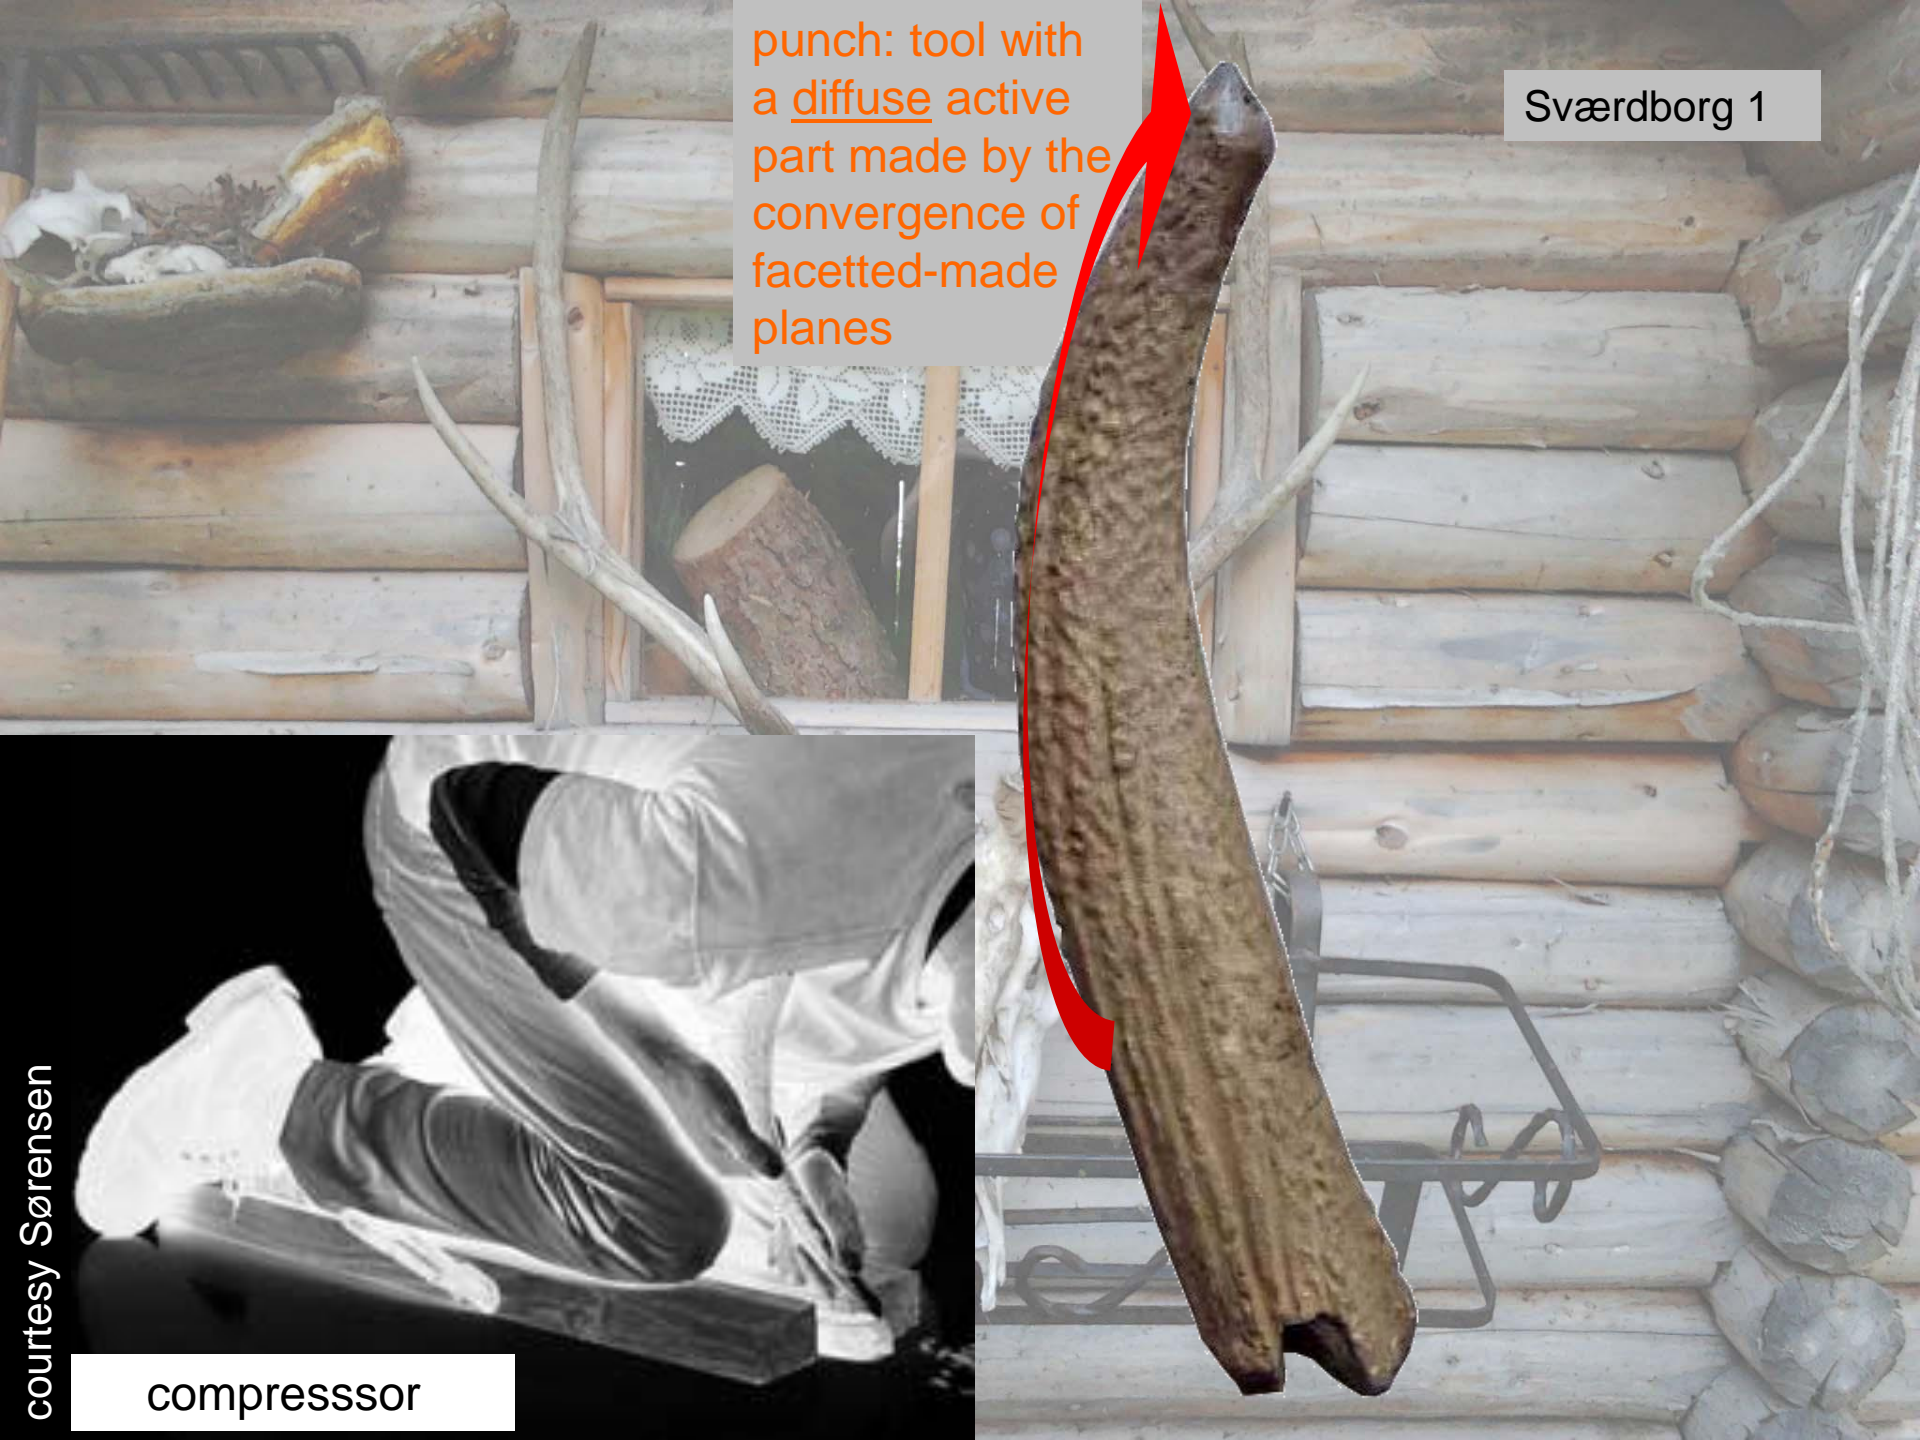 punch: tool with
a diffuse active
part made by the
convergence of
facetted-made
planes
Sværdborg 1
courtesy Sørensen
compresssor